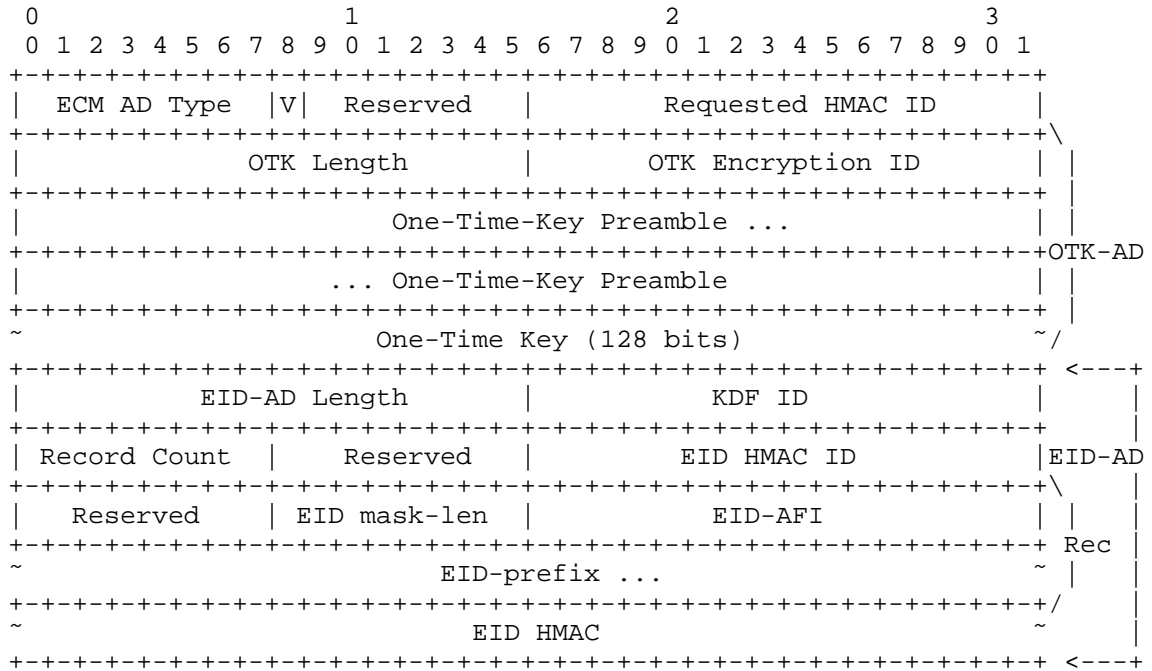 0                   1                   2                   3
 0 1 2 3 4 5 6 7 8 9 0 1 2 3 4 5 6 7 8 9 0 1 2 3 4 5 6 7 8 9 0 1
+-+-+-+-+-+-+-+-+-+-+-+-+-+-+-+-+-+-+-+-+-+-+-+-+-+-+-+-+-+-+-+-+
|  ECM AD Type  |V|  Reserved   |        Requested HMAC ID      |
+-+-+-+-+-+-+-+-+-+-+-+-+-+-+-+-+-+-+-+-+-+-+-+-+-+-+-+-+-+-+-+-+\
|              OTK Length       |       OTK Encryption ID       | |
+-+-+-+-+-+-+-+-+-+-+-+-+-+-+-+-+-+-+-+-+-+-+-+-+-+-+-+-+-+-+-+-+ |
|                       One-Time-Key Preamble ...               | |
+-+-+-+-+-+-+-+-+-+-+-+-+-+-+-+-+-+-+-+-+-+-+-+-+-+-+-+-+-+-+-+-+OTK-AD
|                   ... One-Time-Key Preamble                   | |
+-+-+-+-+-+-+-+-+-+-+-+-+-+-+-+-+-+-+-+-+-+-+-+-+-+-+-+-+-+-+-+-+ |
~                      One-Time Key (128 bits)                  ~/
+-+-+-+-+-+-+-+-+-+-+-+-+-+-+-+-+-+-+-+-+-+-+-+-+-+-+-+-+-+-+-+-+ <---+
|           EID-AD Length       |           KDF ID              |     |
+-+-+-+-+-+-+-+-+-+-+-+-+-+-+-+-+-+-+-+-+-+-+-+-+-+-+-+-+-+-+-+-+     |
| Record Count  |    Reserved   |         EID HMAC ID           |EID-AD
+-+-+-+-+-+-+-+-+-+-+-+-+-+-+-+-+-+-+-+-+-+-+-+-+-+-+-+-+-+-+-+-+\    |
|   Reserved    | EID mask-len  |           EID-AFI             | |   |
+-+-+-+-+-+-+-+-+-+-+-+-+-+-+-+-+-+-+-+-+-+-+-+-+-+-+-+-+-+-+-+-+ Rec |
~                          EID-prefix ...                       ~ |   |
+-+-+-+-+-+-+-+-+-+-+-+-+-+-+-+-+-+-+-+-+-+-+-+-+-+-+-+-+-+-+-+-+/    |
~                            EID HMAC                           ~     |
+-+-+-+-+-+-+-+-+-+-+-+-+-+-+-+-+-+-+-+-+-+-+-+-+-+-+-+-+-+-+-+-+ <---+